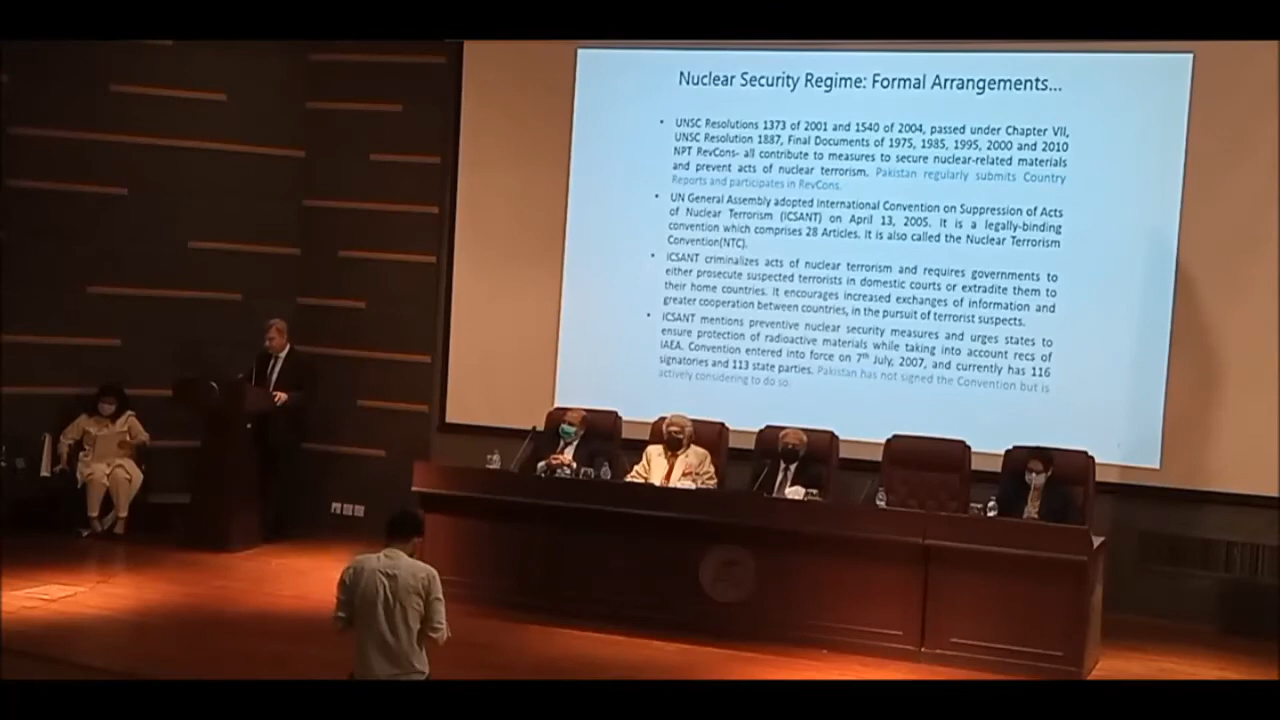 Nuclear Security Regime: Formal Arrangements...
• UNSC Resolutions 1373 of 2001 and 1540 of 2004, passed under Chapter VII,
UNSC Resolution 1887, Final Documents of 1975, 1985, 1995, 2000 and 2010
NPT RevCons- all contribute to measures to secure nuclear-related materials
and prevent acts of nuclear terrorism. Pakistan regularly submits Country
Reports and participates in RevCons.
• UN General Assembly adopted International Convention on Suppression of Acts
of Nuclear Terrorism (ICSANT) on April 13, 2005. It is a legally-binding
convention which comprises 28 Articles. It is also called the Nuclear Terrorism
Convention(NTC).
• ICSANT criminalizes acts of nuclear terrorism and requires governments to
either prosecute suspected terrorists in domestic courts or extradite them to
their home countries. It encourages increased exchanges of information and
greater cooperation between countries, in the pursuit of terrorist suspects.
• ICSANT mentions preventive nuclear security measures and urges states to
ensure protection of radioactive materials while taking into account recs of
IAEA. Convention entered into force on 7th July, 2007, and currently has 116
signatories and 113 state parties. Pakistan has not signed the Convention but is
actively considering to do so.